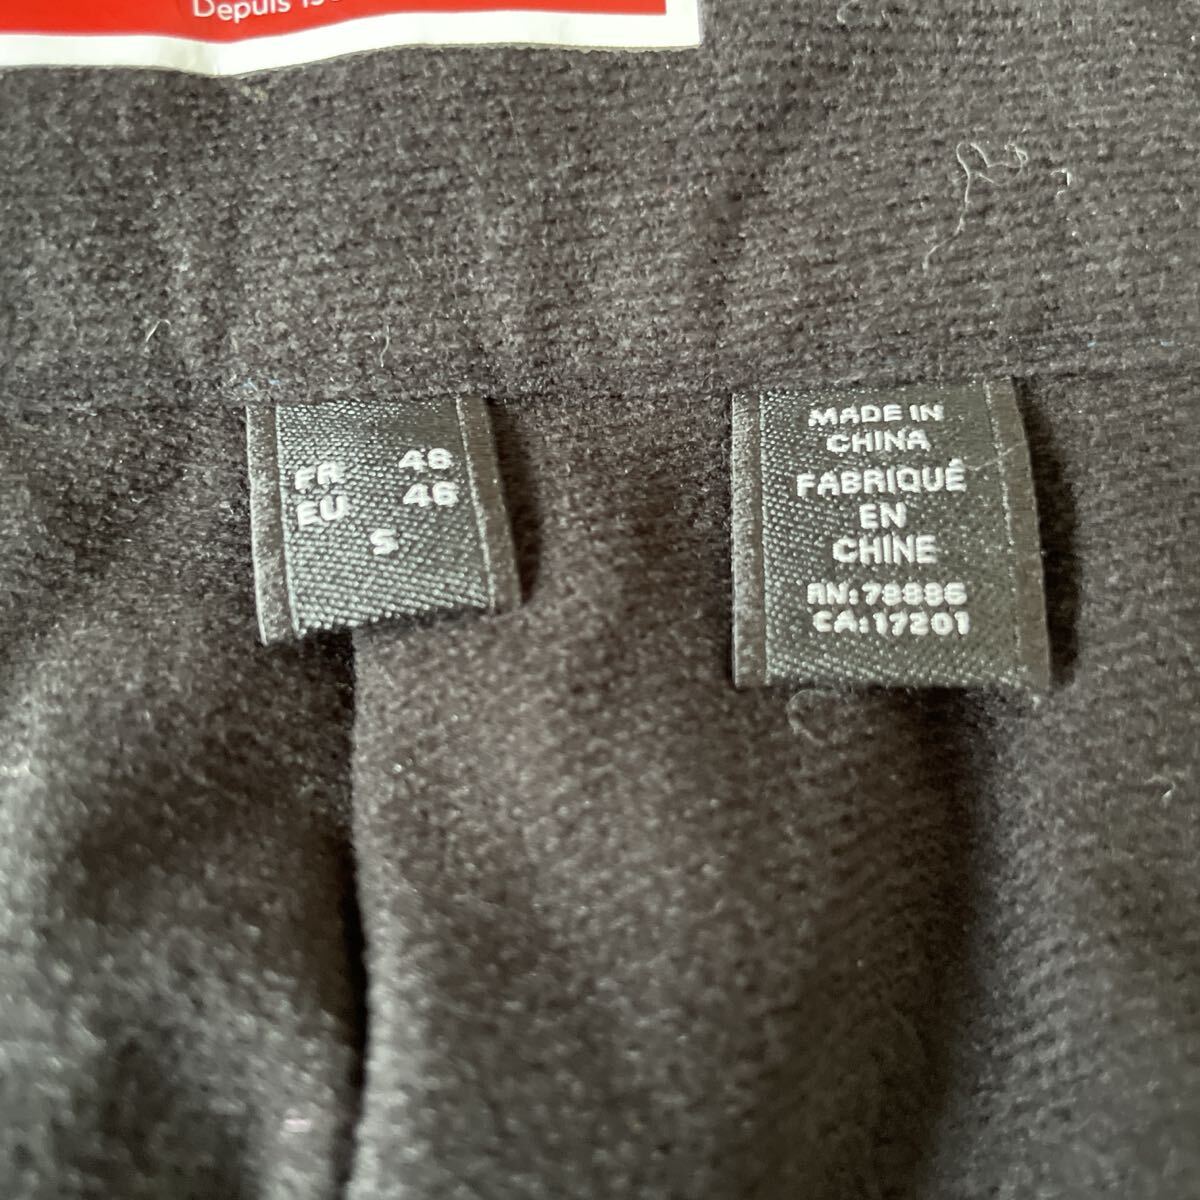 Depuis
FR 48
EU 46
S
MADE IN
CHINA
FABRIQUÉ
EN
CHINE
RN: 78886
CA: 17201